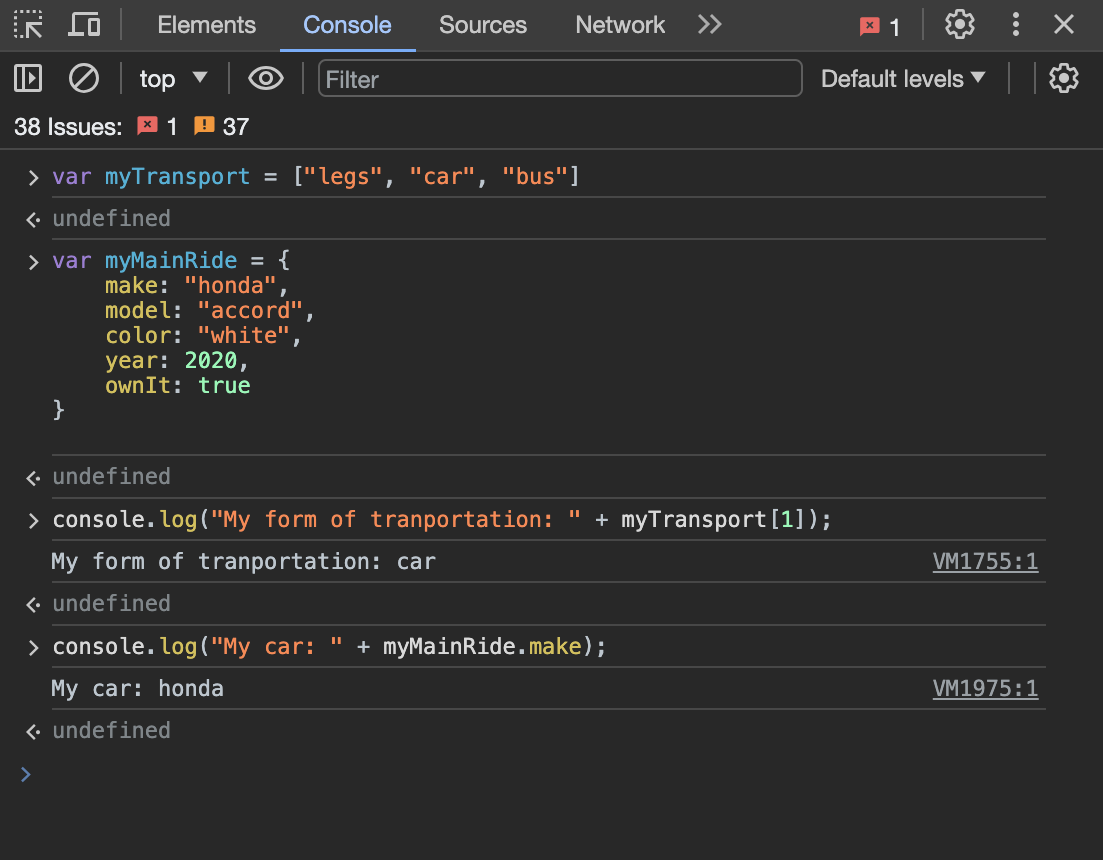 Elements Console Sources Network 1
top Filter Default levels
38 Issues: 1 37
var myTransport = ["legs", "car", "bus"]
undefined
var myMainRide = {
    make: "honda",
    model: "accord",
    color: "white",
    year: 2020,
    ownIt: true
}
undefined
console.log("My form of tranportation: " + myTransport[1]);
My form of tranportation: car VM1755:1
undefined
console.log("My car: " + myMainRide.make);
My car: honda VM1975:1
undefined